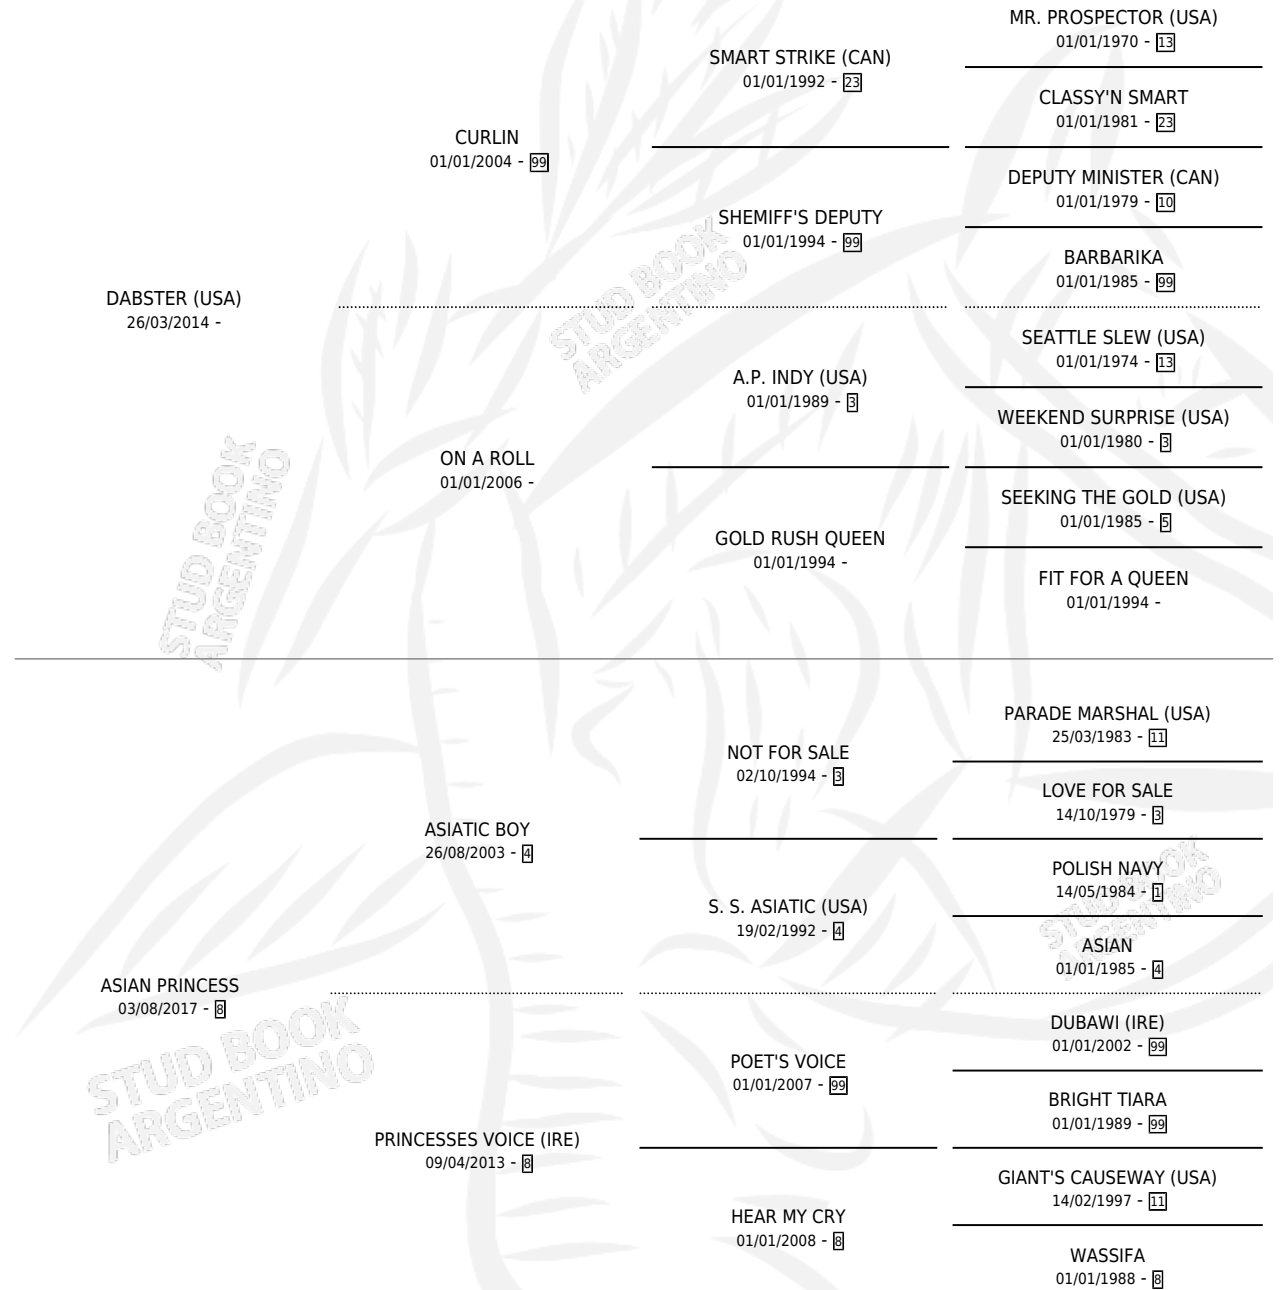 MR. PROSPECTOR (USA)
01/01/1970 - 13
SMART STRIKE (CAN)
01/01/1992 - 23
CLASSY'N SMART
01/01/1981 - 23
CURLIN
01/01/2004 - 99
DEPUTY MINISTER (CAN)
01/01/1979 - 10
SHEMIFF'S DEPUTY
01/01/1994 - 99
BARBARIKA
01/01/1985 - 99
DABSTER (USA)
26/03/2014 -
SEATTLE SLEW (USA)
01/01/1974 - 13
A.P. INDY (USA)
01/01/1989 - 3
WEEKEND SURPRISE (USA)
01/01/1980 - 3
ON A ROLL
01/01/2006 -
SEEKING THE GOLD (USA)
01/01/1985 - 5
GOLD RUSH QUEEN
01/01/1994 -
FIT FOR A QUEEN
01/01/1994 -
PARADE MARSHAL (USA)
25/03/1983 - 11
NOT FOR SALE
02/10/1994 - 3
LOVE FOR SALE
14/10/1979 - 3
ASIATIC BOY
26/08/2003 - 4
POLISH NAVY
14/05/1984 - 1
S. S. ASIATIC (USA)
19/02/1992 - 4
ASIAN
01/01/1985 - 4
ASIAN PRINCESS
03/08/2017 - 8
DUBAWI (IRE)
01/01/2002 - 99
POET'S VOICE
01/01/2007 - 99
BRIGHT TIARA
01/01/1989 - 99
PRINCESSES VOICE (IRE)
09/04/2013 - 8
GIANT'S CAUSEWAY (USA)
14/02/1997 - 11
HEAR MY CRY
01/01/2008 - 8
WASSIFA
01/01/1988 - 8
STUD BOOK
ARGENTINO
STUD BOOK
ARGENTINO
STUD BOOK
ARGENTINO
STUD BOOK
ARGENTINO